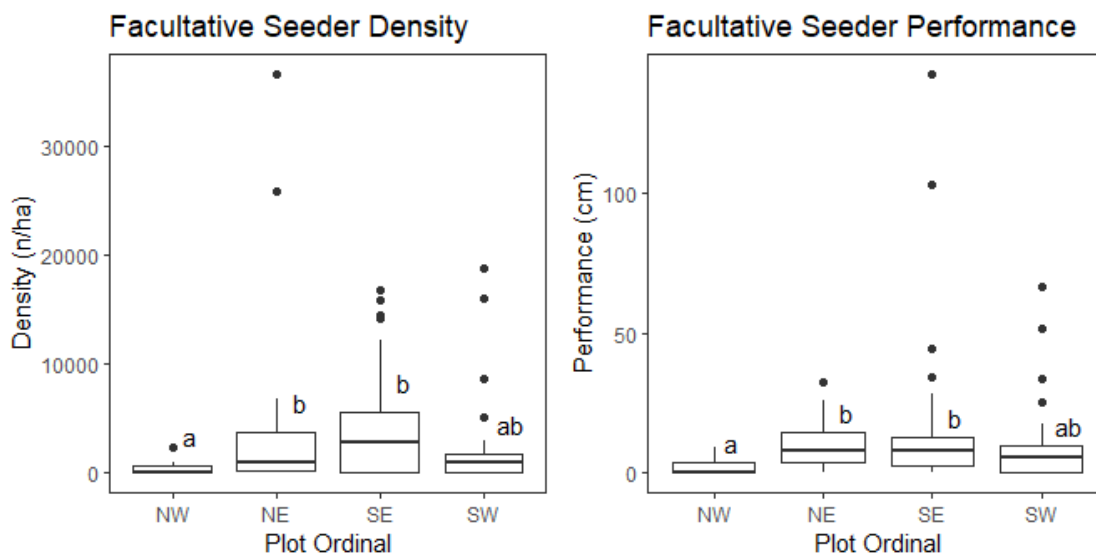 Facultative Seeder Density
Density (n/ha)
30000
20000
10000
0
a
b
b
ab
NW NE SE SW
Plot Ordinal
Facultative Seeder Performance
Performance (cm)
100
50
0
a
b
b
ab
NW NE SE SW
Plot Ordinal